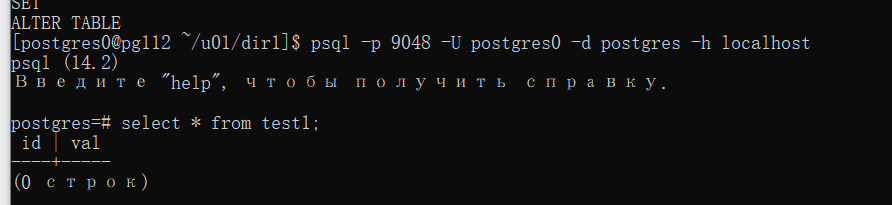 SET
ALTER TABLE
[postgres0@pg112 ~/u01/dir1]$ psql -p 9048 -U postgres0 -d postgres -h localhost
psql (14.2)
Введите "help", чтобы получить справку.
postgres=# select * from test1;
 id | val
----+-----
(0 строк)